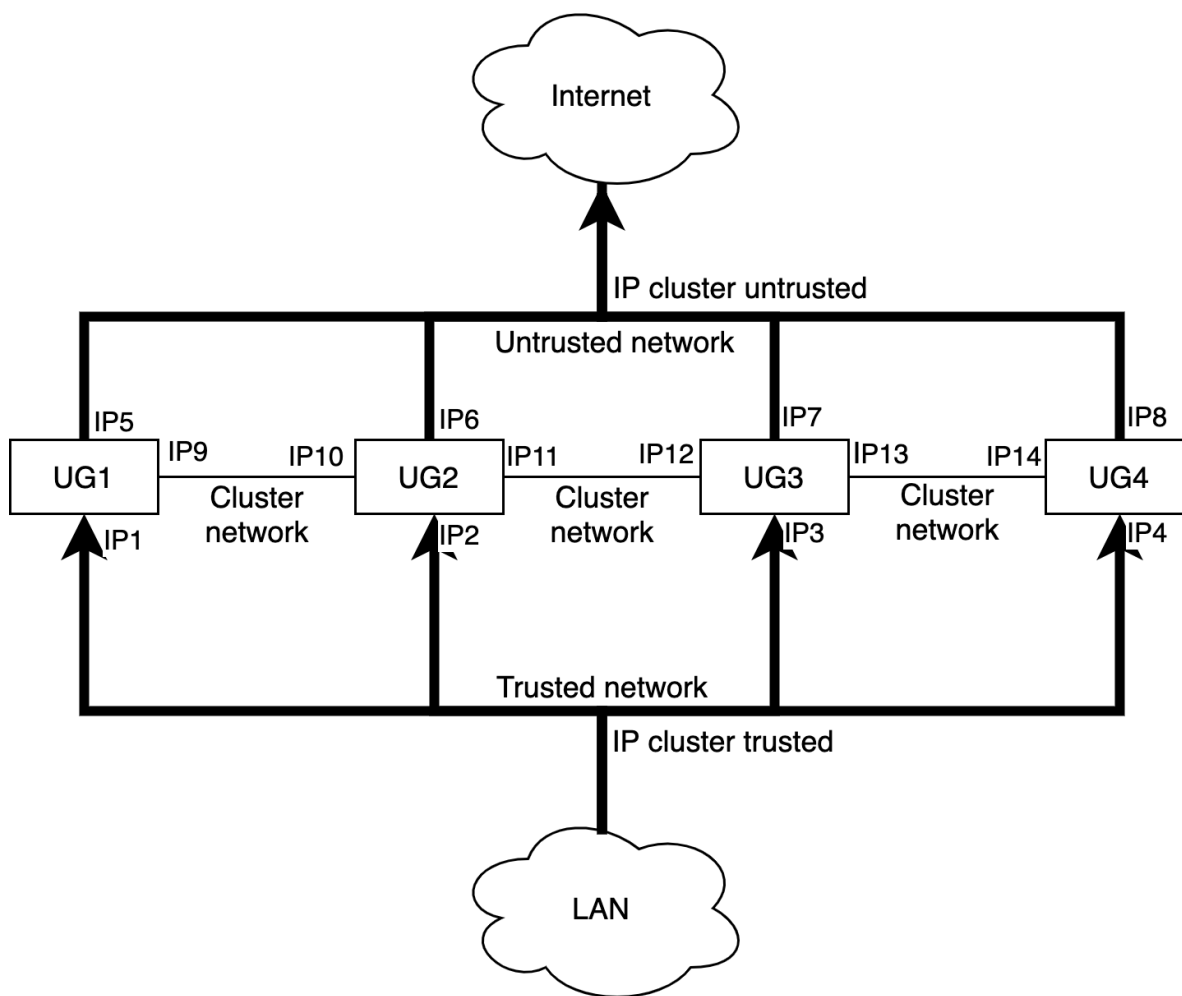 Internet
IP cluster untrusted
Untrusted network
IP5
IP6
IP7
IP8
UG1
IP9
IP10
UG2
IP11
IP12
UG3
IP13
IP14
UG4
Cluster
network
Cluster
network
Cluster
network
IP1
IP2
IP3
IP4
Trusted network
IP cluster trusted
LAN